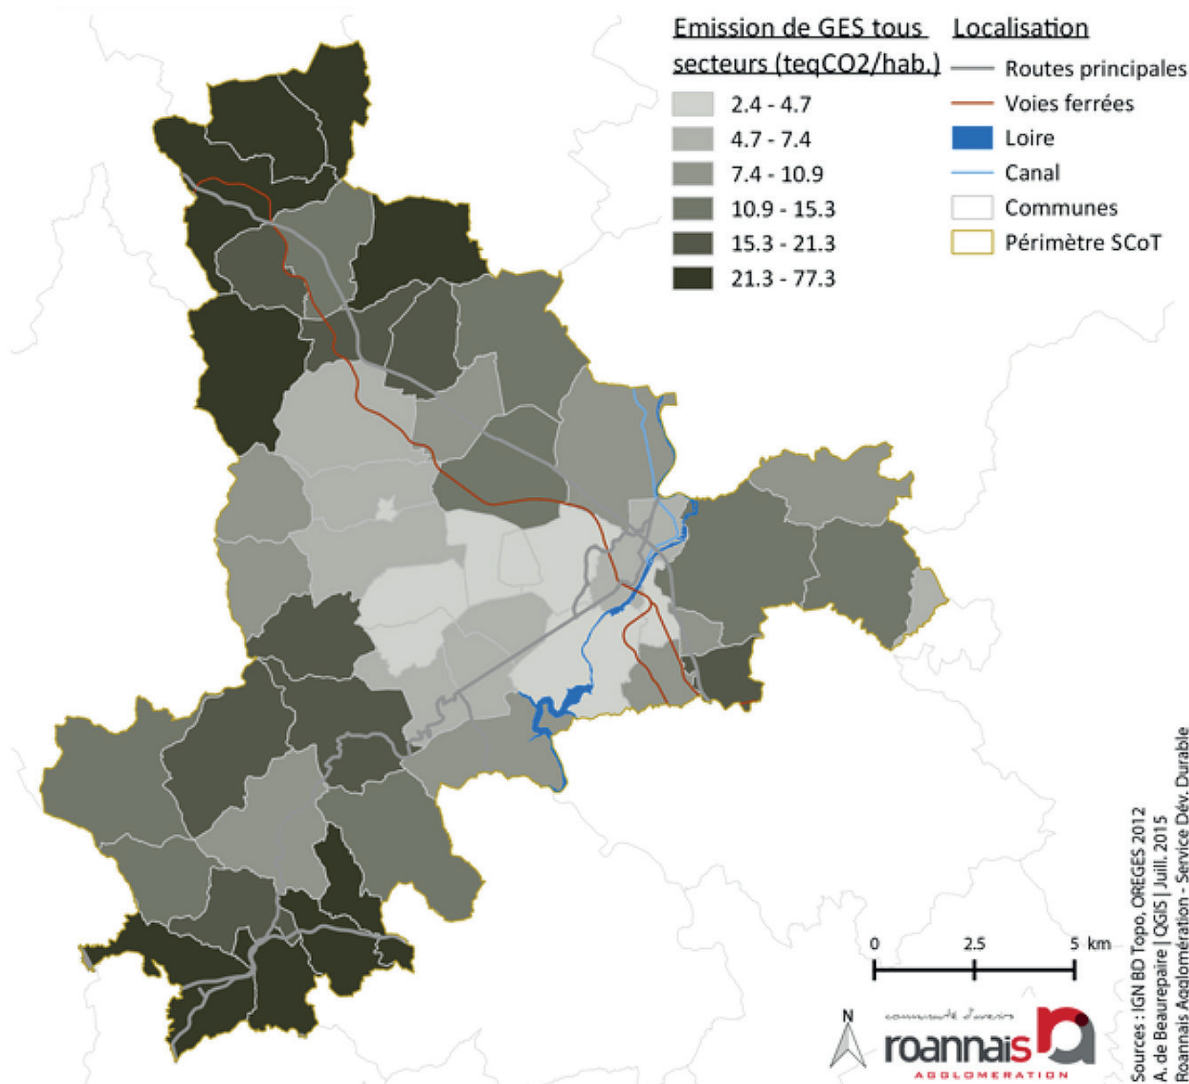 Emission de GES tous
secteurs (teqCO2/hab.)
2.4 - 4.7
4.7 - 7.4
7.4 - 10.9
10.9 - 15.3
15.3 - 21.3
21.3 - 77.3
Localisation
Routes principales
Voies ferrées
Loire
Canal
Communes
Périmètre SCoT
0 2.5 5 km
N
communauté d'avenirs
roannais
AGGLOMERATION
Sources : IGN BD Topo, OREGES 2012
A. de Beaurepaire | QGIS | Juill. 2015
Roannais Agglomération - Service Dév. Durable